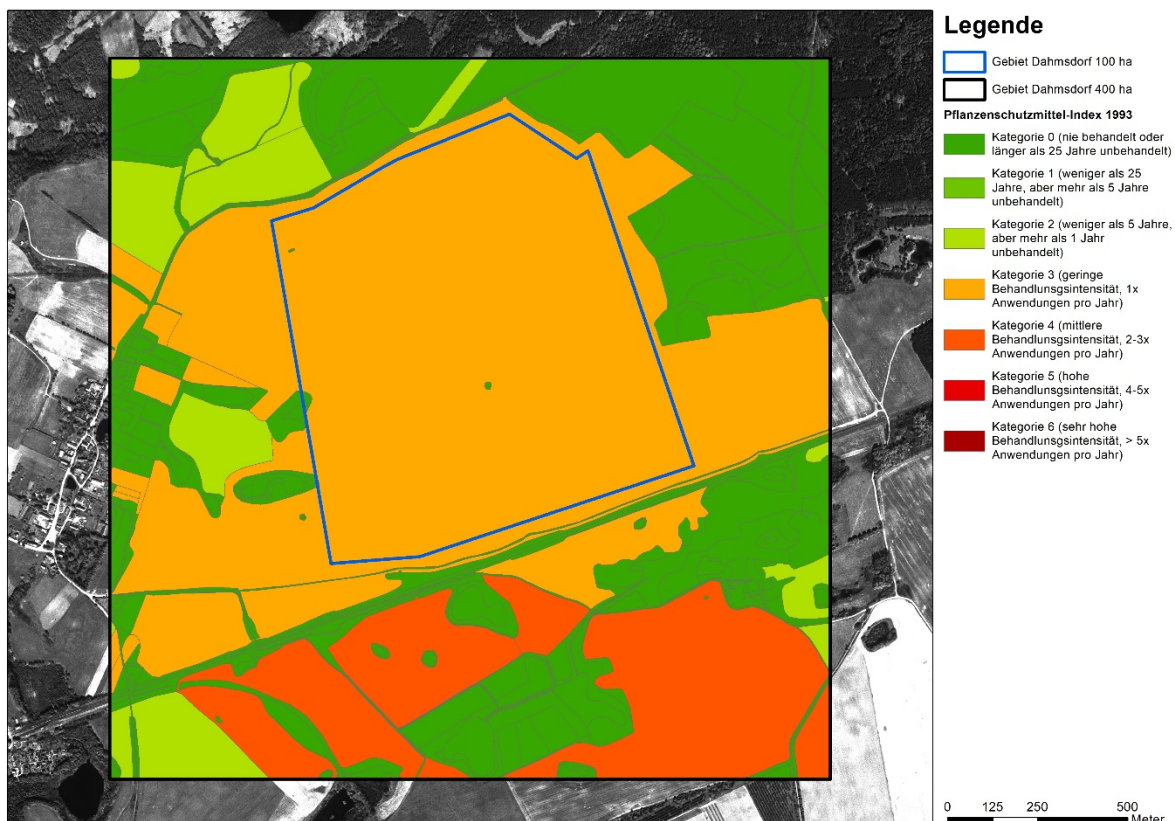 Legende
Gebiet Dahmsdorf 100 ha
Gebiet Dahmsdorf 400 ha
Pflanzenschutzmittel-Index 1993
Kategorie 0 (nie behandelt oder
länger als 25 Jahre unbehandelt)
Kategorie 1 (weniger als 25
Jahre, aber mehr als 5 Jahre
unbehandelt)
Kategorie 2 (weniger als 5 Jahre,
aber mehr als 1 Jahr
unbehandelt)
Kategorie 3 (geringe
Behandlungsintensität, 1x
Anwendungen pro Jahr)
Kategorie 4 (mittlere
Behandlungsintensität, 2-3x
Anwendungen pro Jahr)
Kategorie 5 (hohe
Behandlungsintensität, 4-5x
Anwendungen pro Jahr)
Kategorie 6 (sehr hohe
Behandlungsintensität, > 5x
Anwendungen pro Jahr)
0 125 250 500
Meter